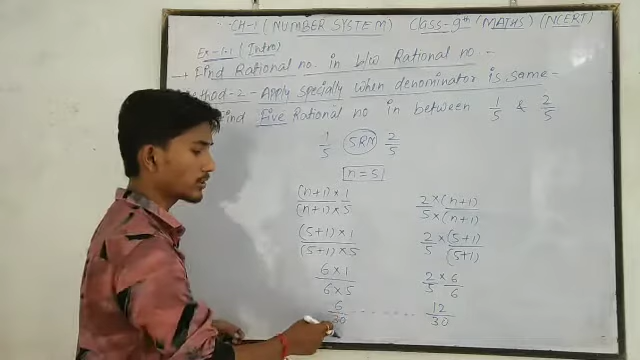 CH-1 (NUMBER SYSTEM) Class-9th (MATHS) (NCERT)
Ex-1.1 (Intro)
→ Find Rational no. in b/w Rational no. -
Method-2- Apply specially when denominator is same-
Find Five Rational no in between 1/5 & 2/5
1/5 5RN 2/5
n=5
(n+1) × 1 / (n+1) × 5 2 × (n+1) / 5 × (n+1)
(5+1) × 1 / (5+1) × 5 2/5 × (5+1)/(5+1)
6 × 1 / 6 × 5 2/5 × 6/6
6/30 ....... 12/30